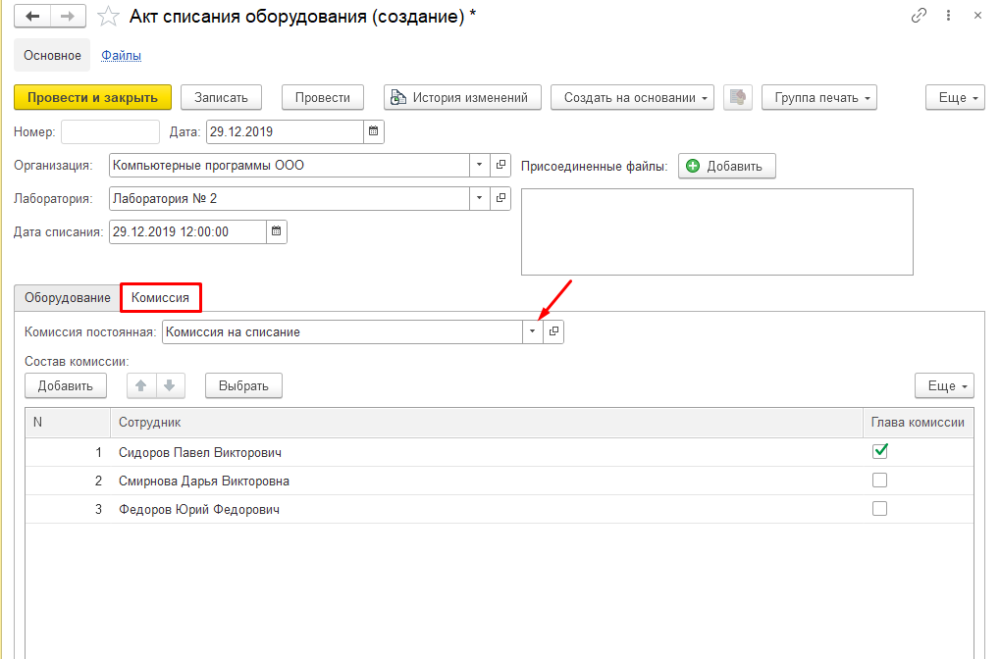 Акт списания оборудования (создание) *
Основное Файлы
Провести и закрыть Записать Провести История изменений Создать на основании Группа печать Еще
Номер: Дата: 29.12.2019
Организация: Компьютерные программы ООО Присоединенные файлы: Добавить
Лаборатория: Лаборатория № 2
Дата списания: 29.12.2019 12:00:00
Оборудование Комиссия
Комиссия постоянная: Комиссия на списание
Состав комиссии:
Добавить Выбрать Еще
N Сотрудник Глава комиссии
1 Сидоров Павел Викторович
2 Смирнова Дарья Викторовна
3 Федоров Юрий Федорович